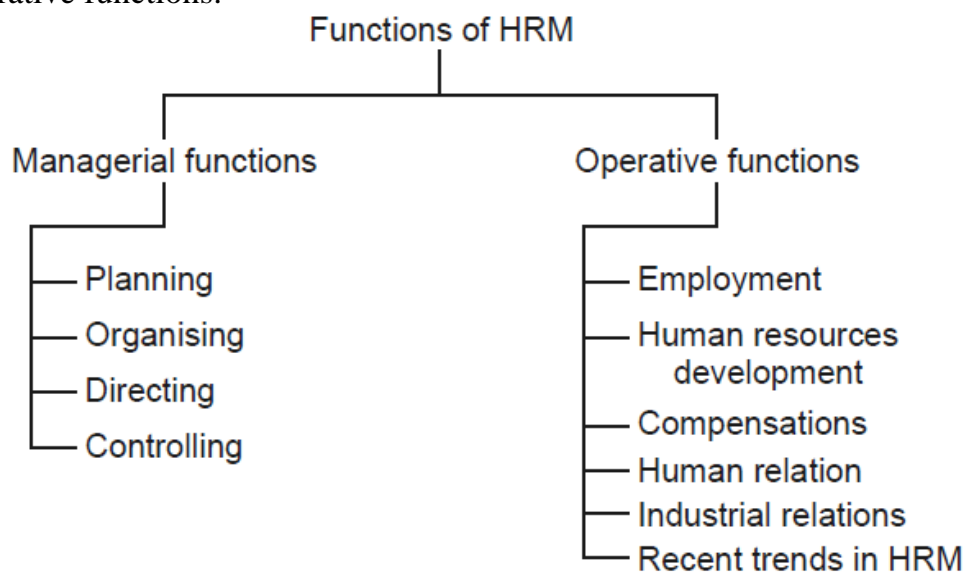 functions.
Functions of HRM
Managerial functions
Planning
Organising
Directing
Controlling
Operative functions
Employment
Human resources
development
Compensations
Human relation
Industrial relations
Recent trends in HRM